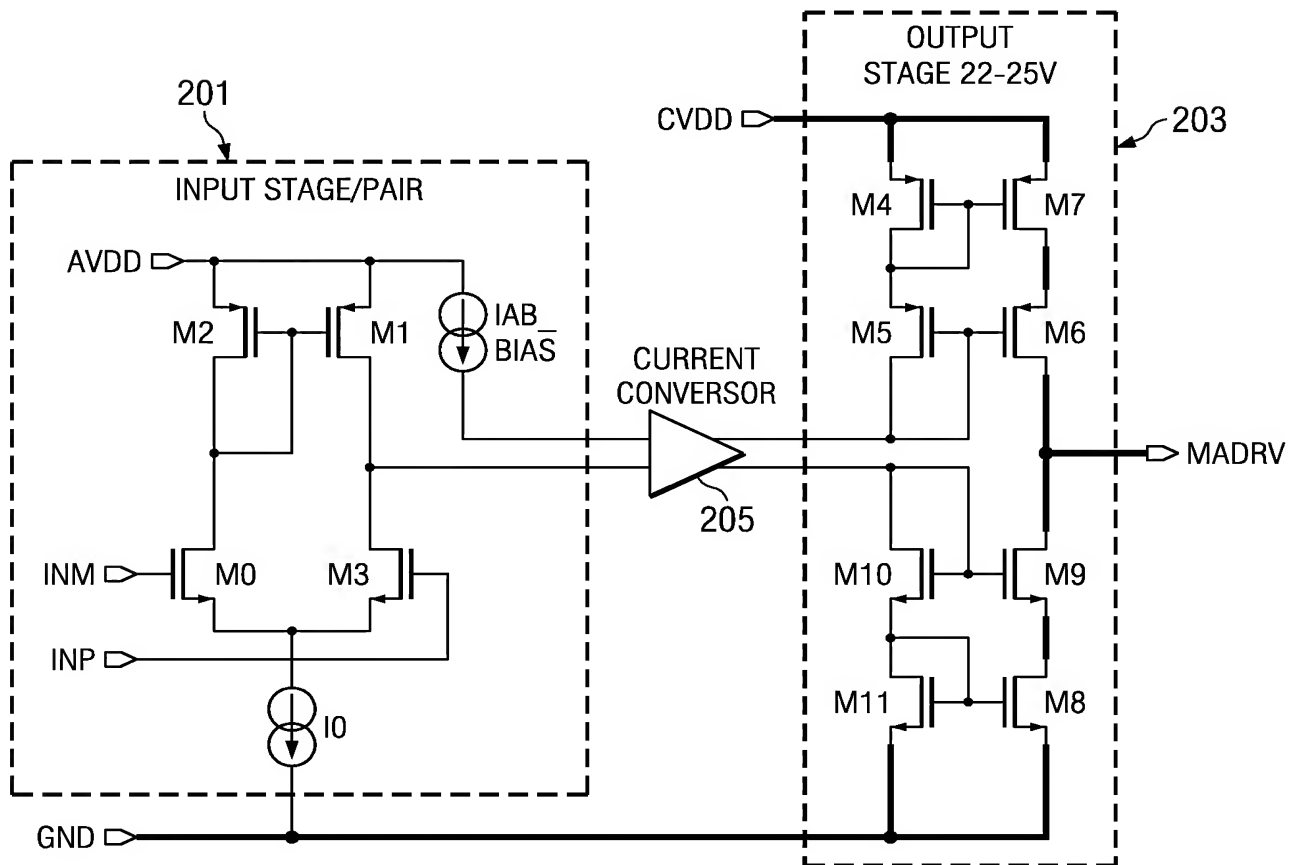 OUTPUT
STAGE 22-25V
201
CVDD
203
INPUT STAGE/PAIR
M4
M7
AVDD
M2
M1
IAB_
BIAS
M5
M6
CURRENT
CONVERSOR
MADRV
205
INM
M0
M3
M10
M9
INP
M11
M8
I0
GND